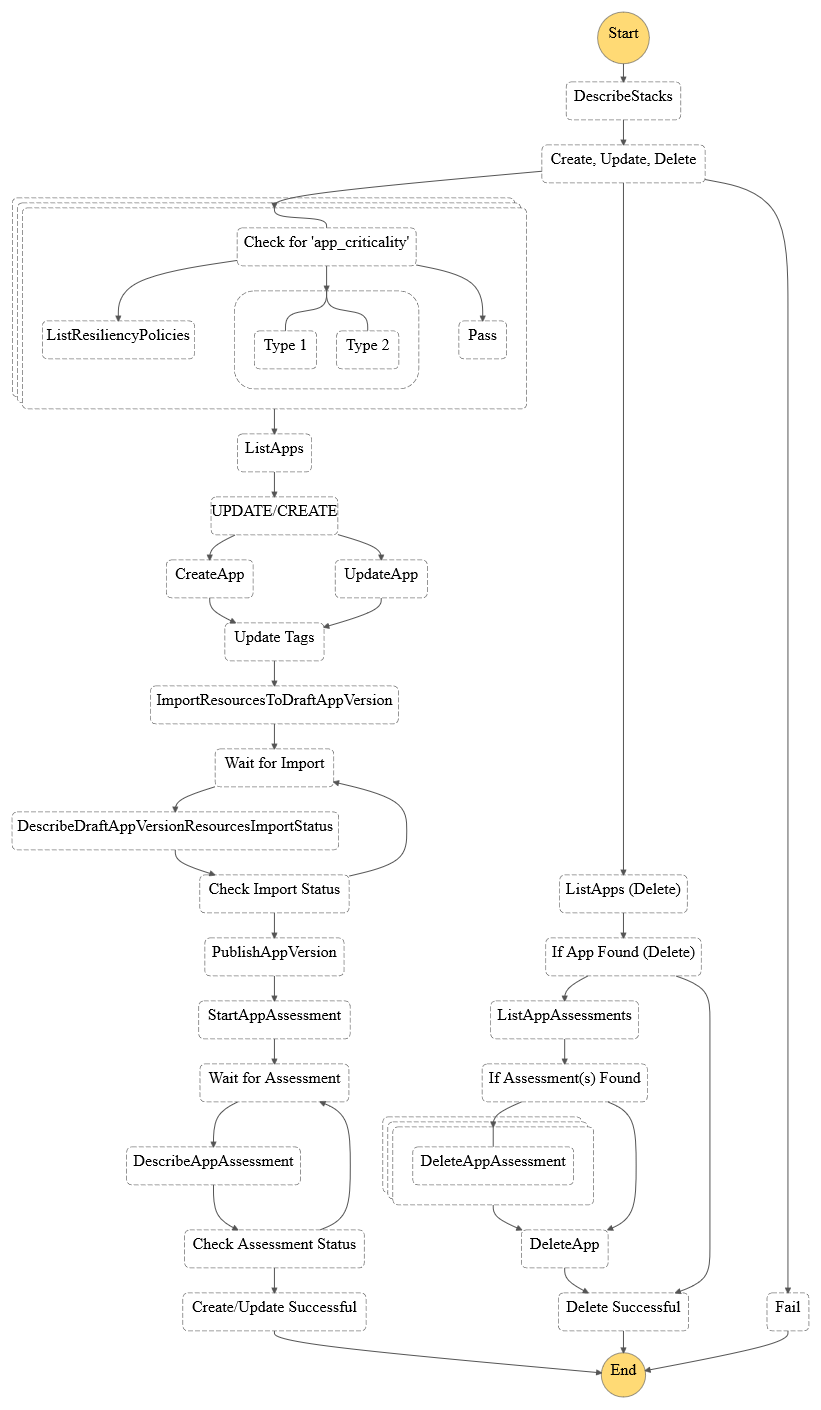 Start
DescribeStacks
Create, Update, Delete
Check for 'app_criticality'
ListResiliencyPolicies
Type 1
Type 2
Pass
ListApps
UPDATE/CREATE
CreateApp
UpdateApp
Update Tags
ImportResourcesToDraftAppVersion
Wait for Import
DescribeDraftAppVersionResourcesImportStatus
Check Import Status
PublishAppVersion
StartAppAssessment
Wait for Assessment
DescribeAppAssessment
Check Assessment Status
Create/Update Successful
ListApps (Delete)
If App Found (Delete)
ListAppAssessments
If Assessment(s) Found
DeleteAppAssessment
DeleteApp
Delete Successful
Fail
End